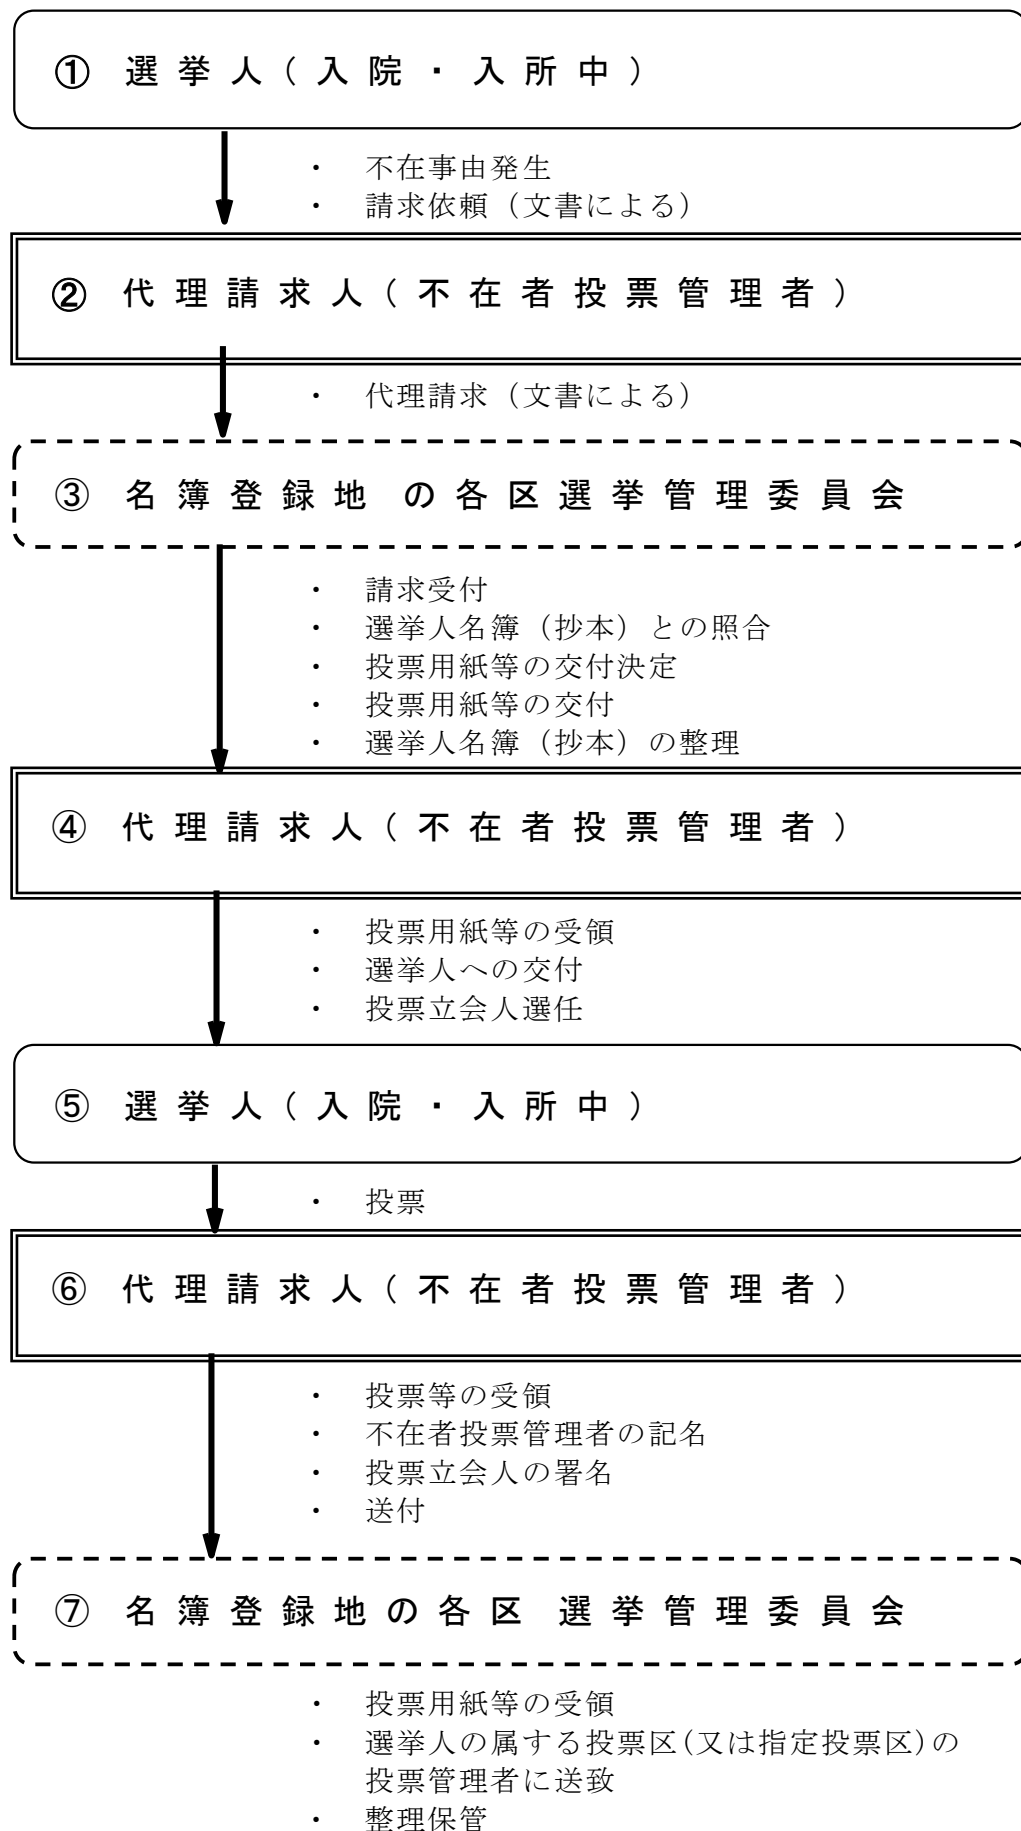 ① 選挙人(入院・入所中)
・ 不在事由発生
・ 請求依頼(文書による)
② 代理請求人(不在者投票管理者)
・ 代理請求(文書による)
③ 名簿登録地 の各区選挙管理委員会
・ 請求受付
・ 選挙人名簿(抄本)との照合
・ 投票用紙等の交付決定
・ 投票用紙等の交付
・ 選挙人名簿(抄本)の整理
④ 代理請求人(不在者投票管理者)
・ 投票用紙等の受領
・ 選挙人への交付
・ 投票立会人選任
⑤ 選挙人(入院・入所中)
・ 投票
⑥ 代理請求人(不在者投票管理者)
・ 投票等の受領
・ 不在者投票管理者の記名
・ 投票立会人の署名
・ 送付
⑦ 名簿登録地の各区 選挙管理委員会
・ 投票用紙等の受領
・ 選挙人の属する投票区(又は指定投票区)の
投票管理者に送致
・ 整理保管